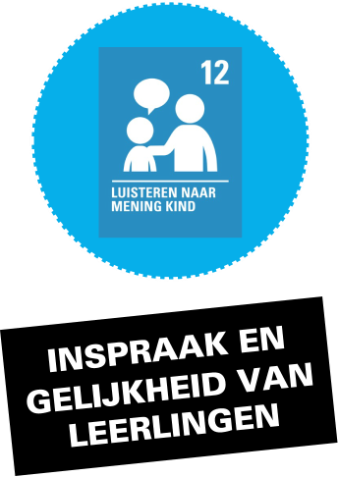 12
LUISTEREN NAAR
MENING KIND
INSPRAAK EN
GELIJKHEID VAN
LEERLINGEN